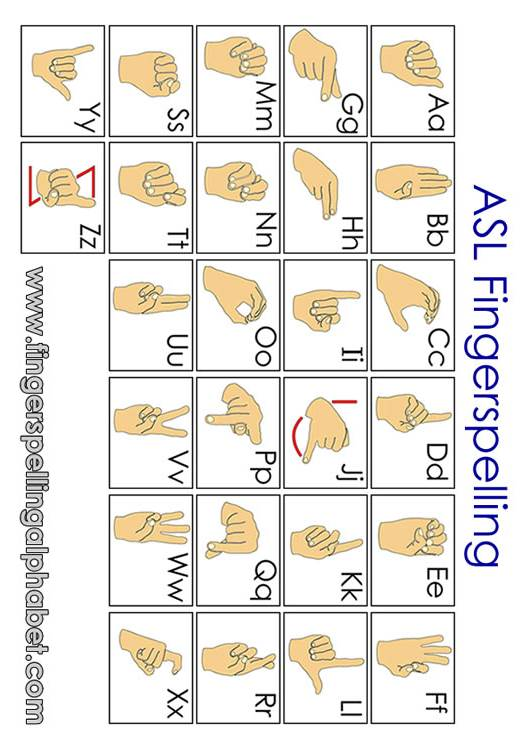 ASL Fingerspelling
Aa Bb Cc Dd Ee Ff
Gg Hh Ii Jj Kk Ll
Mm Nn Oo Pp Qq Rr
Ss Tt Uu Vv Ww Xx
Yy Zz
www.fingerspellingalphabet.com